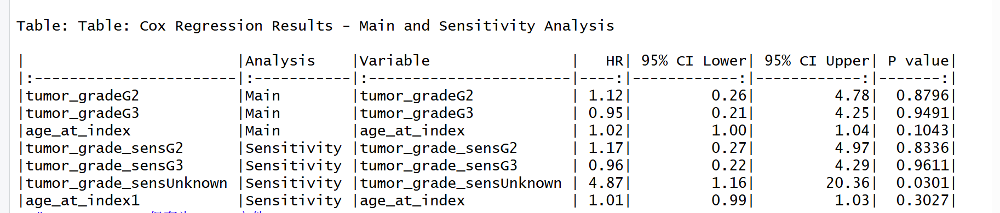 Table: Table: Cox Regression Results - Main and Sensitivity Analysis
|                       |Analysis    |Variable                |   HR| 95% CI Lower| 95% CI Upper| P value|
|:-----------------------|:-----------|:-----------------------|----:|------------:|------------:|-------:|
|tumor_gradeG2           |Main        |tumor_gradeG2           | 1.12|         0.26|         4.78|  0.8796|
|tumor_gradeG3           |Main        |tumor_gradeG3           | 0.95|         0.21|         4.25|  0.9491|
|age_at_index            |Main        |age_at_index            | 1.02|         1.00|         1.04|  0.1043|
|tumor_grade_sensG2      |Sensitivity |tumor_grade_sensG2      | 1.17|         0.27|         4.97|  0.8336|
|tumor_grade_sensG3      |Sensitivity |tumor_grade_sensG3      | 0.96|         0.22|         4.29|  0.9611|
|tumor_grade_sensUnknown |Sensitivity |tumor_grade_sensUnknown | 4.87|         1.16|        20.36|  0.0301|
|age_at_index1           |Sensitivity |age_at_index            | 1.01|         0.99|         1.03|  0.3027|